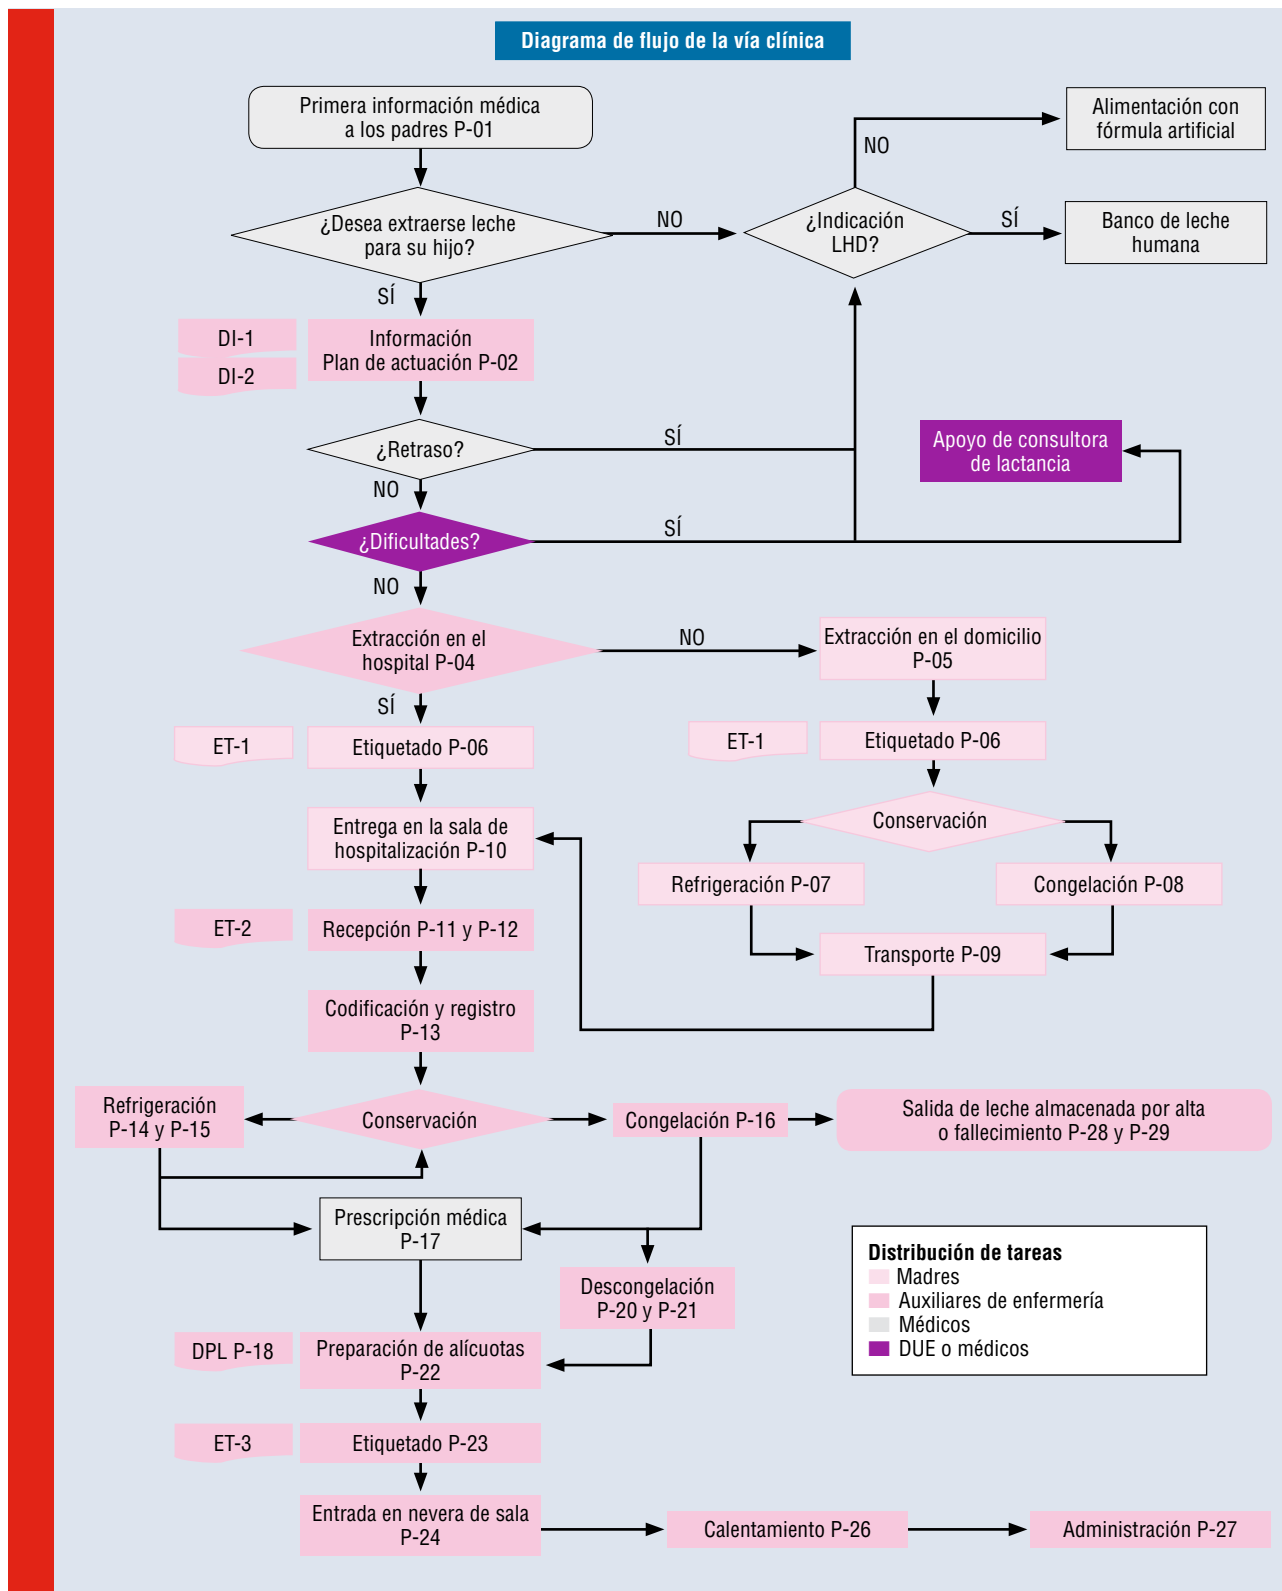 Diagrama de flujo de la vía clínica
Primera información médica
a los padres P-01
Alimentación con
fórmula artificial
NO
¿Desea extraerse leche
para su hijo?
NO
¿Indicación
LHD?
SÍ
Banco de leche
humana
SÍ
DI-1
DI-2
Información
Plan de actuación P-02
¿Retraso?
SÍ
Apoyo de consultora
de lactancia
NO
¿Dificultades?
SÍ
NO
Extracción en el
hospital P-04
NO
Extracción en el domicilio
P-05
SÍ
ET-1
Etiquetado P-06
ET-1
Etiquetado P-06
Entrega en la sala de
hospitalización P-10
Conservación
Refrigeración P-07
Congelación P-08
ET-2
Recepción P-11 y P-12
Transporte P-09
Codificación y registro
P-13
Refrigeración
P-14 y P-15
Conservación
Congelación P-16
Salida de leche almacenada por alta
o fallecimiento P-28 y P-29
Prescripción médica
P-17
Descongelación
P-20 y P-21
Distribución de tareas
Madres
Auxiliares de enfermería
Médicos
DUE o médicos
DPL P-18
Preparación de alícuotas
P-22
ET-3
Etiquetado P-23
Entrada en nevera de sala
P-24
Calentamiento P-26
Administración P-27